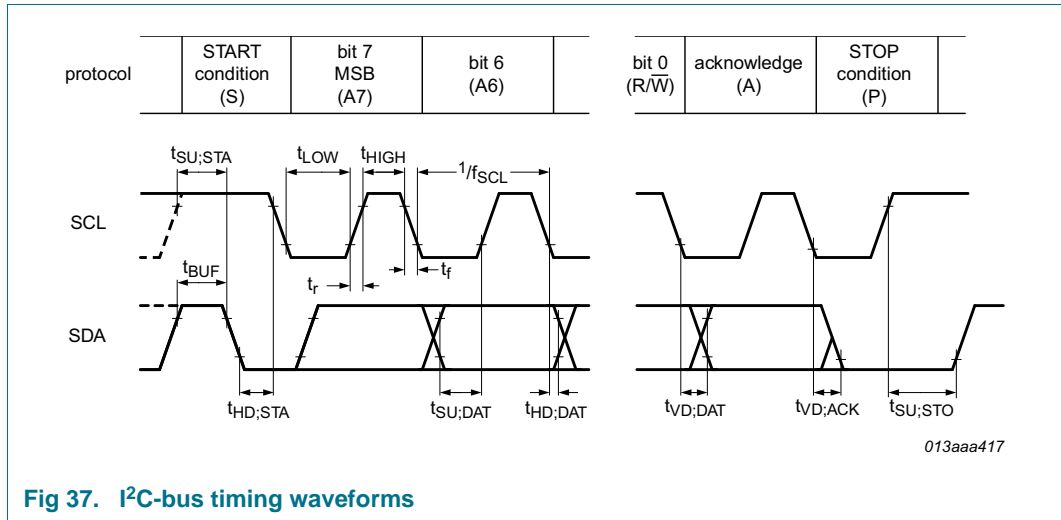 protocol
START
condition
(S)
bit 7
MSB
(A7)
bit 6
(A6)
bit 0
(R/W̅)
acknowledge
(A)
STOP
condition
(P)
tSU;STA
tLOW
tHIGH
1/fSCL
SCL
tBUF
tr
tf
SDA
tHD;STA
tSU;DAT
tHD;DAT
tVD;DAT
tVD;ACK
tSU;STO
013aaa417
Fig 37. I²C-bus timing waveforms